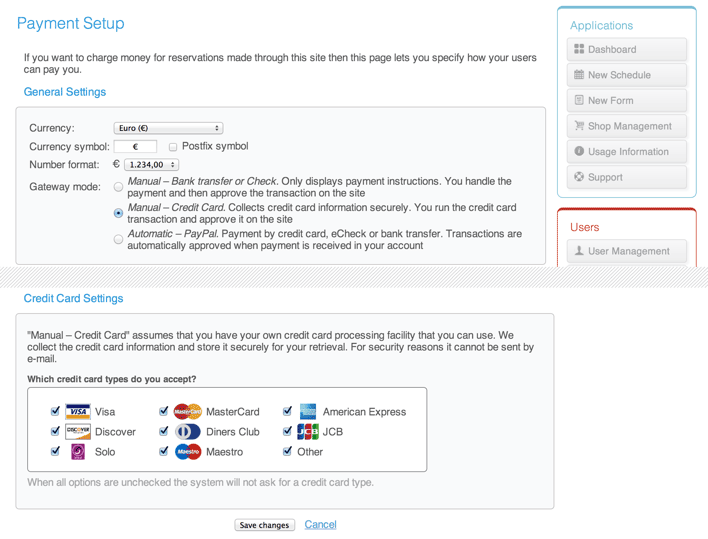 Payment Setup
If you want to charge money for reservations made through this site then this page lets you specify how your users
can pay you.
General Settings
Currency: Euro (€)
Currency symbol: € Postfix symbol
Number format: € 1.234,00
Gateway mode: Manual – Bank transfer or Check. Only displays payment instructions. You handle the
payment and then approve the transaction on the site
Manual – Credit Card. Collects credit card information securely. You run the credit card
transaction and approve it on the site
Automatic – PayPal. Payment by credit card, eCheck or bank transfer. Transactions are
automatically approved when payment is received in your account
Applications
Dashboard
New Schedule
New Form
Shop Management
Usage Information
Support
Users
User Management
Credit Card Settings
"Manual – Credit Card" assumes that you have your own credit card processing facility that you can use. We
collect the credit card information and store it securely for your retrieval. For security reasons it cannot be sent by
e-mail.
Which credit card types do you accept?
VISA Visa MasterCard MasterCard American Express
DISCOVER Discover Diners Club JCB JCB
Solo Maestro Maestro Other
When all options are unchecked the system will not ask for a credit card type.
Save changes Cancel